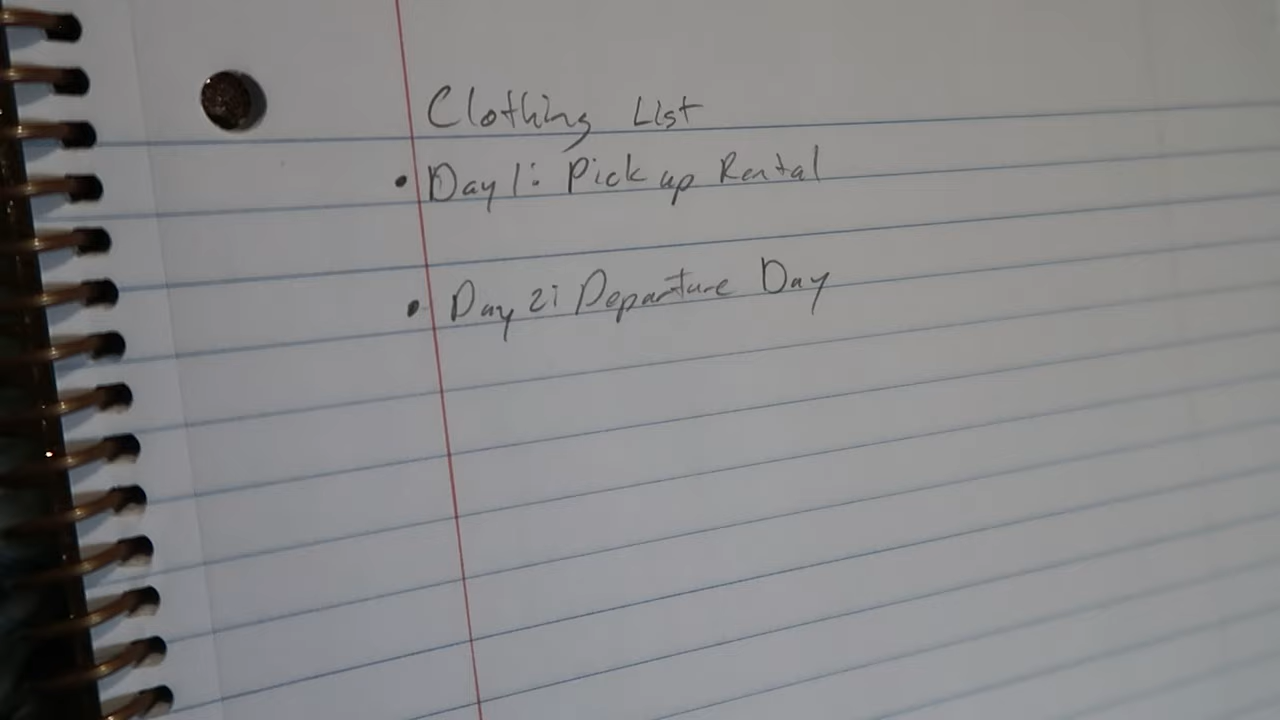 Clothing List
• Day 1: Pick up Rental
• Day 2: Departure Day